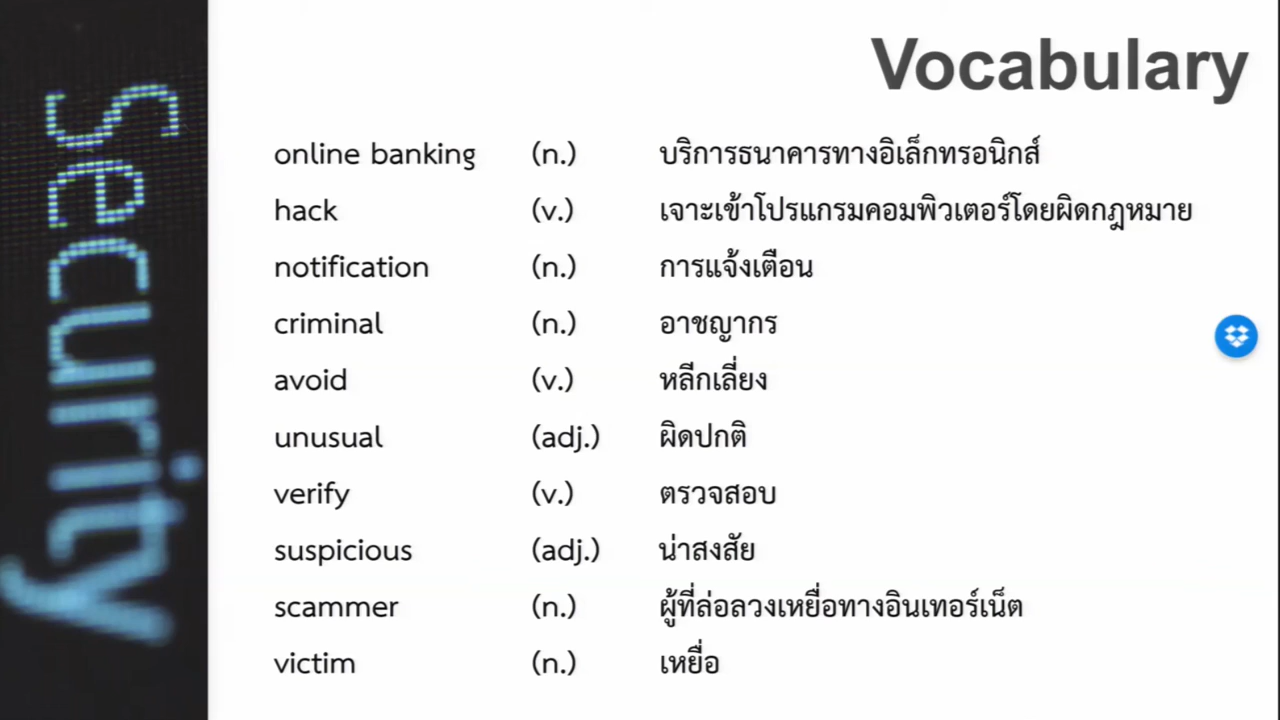 Security
Vocabulary
online banking (n.) บริการธนาคารทางอิเล็กทรอนิกส์
hack (v.) เจาะเข้าโปรแกรมคอมพิวเตอร์โดยผิดกฎหมาย
notification (n.) การแจ้งเตือน
criminal (n.) อาชญากร
avoid (v.) หลีกเลี่ยง
unusual (adj.) ผิดปกติ
verify (v.) ตรวจสอบ
suspicious (adj.) น่าสงสัย
scammer (n.) ผู้ที่ล่อลวงเหยื่อทางอินเทอร์เน็ต
victim (n.) เหยื่อ